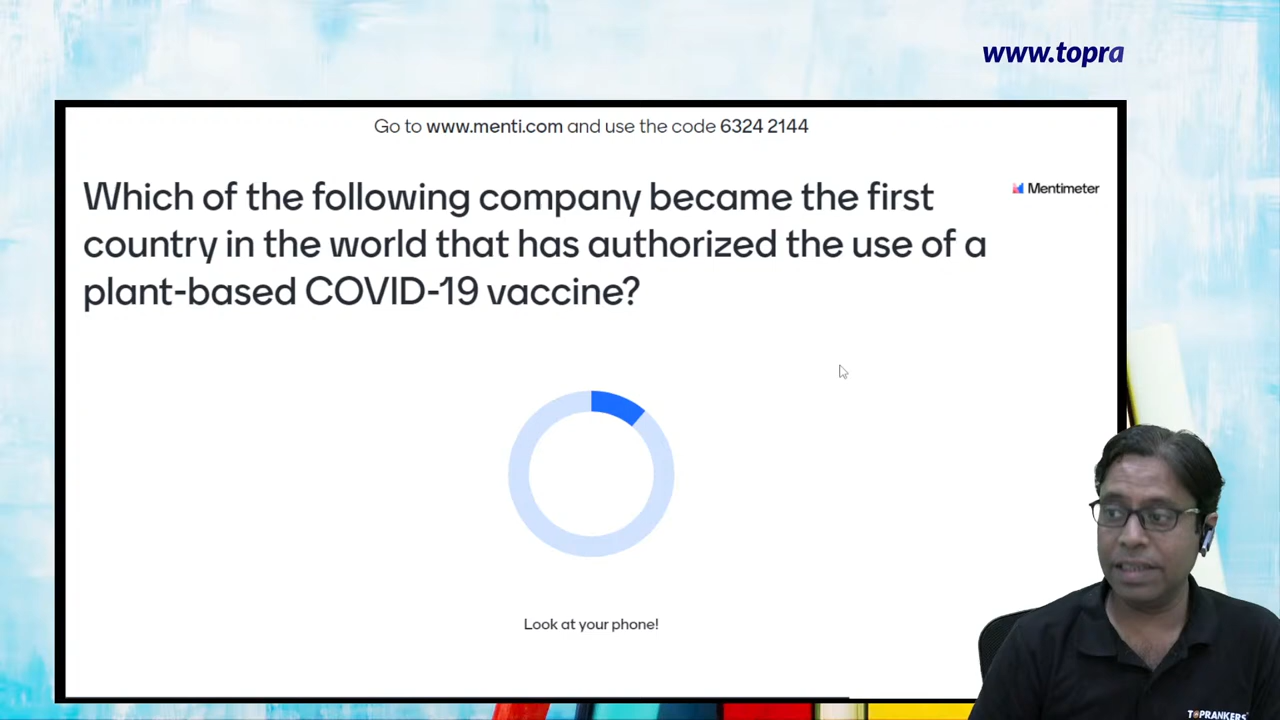 www.topra
Go to www.menti.com and use the code 6324 2144
Which of the following company became the first
country in the world that has authorized the use of a
plant-based COVID-19 vaccine?
Mentimeter
Look at your phone!
TOPRANKERS